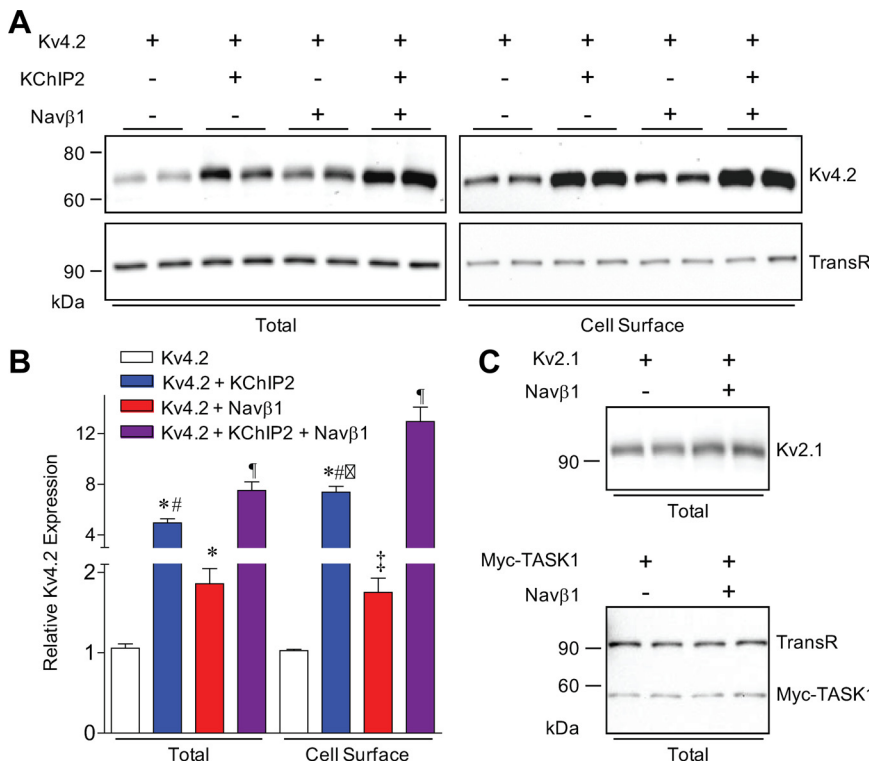 A
Kv4.2 + + + + + + + +
KChIP2 - + - + - + - +
Navβ1 - - + + - - + +
80
60
Kv4.2
90
TransR
kDa
Total
Cell Surface
B
Kv4.2
Kv4.2 + KChIP2
Kv4.2 + Navβ1
Kv4.2 + KChIP2 + Navβ1
Relative Kv4.2 Expression
12
8
4
2
1
0
*#
*
¶
*#
‡
¶
Total
Cell Surface
C
Kv2.1 + +
Navβ1 - +
90
Kv2.1
Total
Myc-TASK1 + +
Navβ1 - +
90
TransR
60
Myc-TASK1
kDa
Total